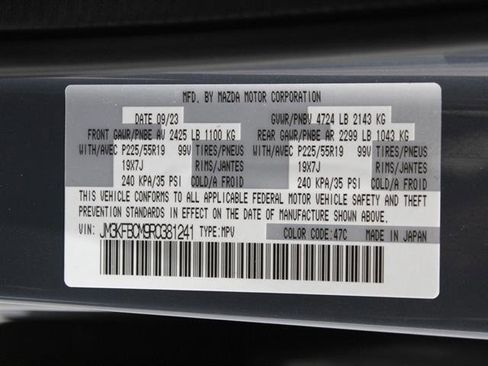 MFD. BY MAZDA MOTOR CORPORATION
DATE 09/23 GVWR/PNBV 4724 LB 2143 KG
FRONT GAWR/PNBE AV 2425 LB 1100 KG REAR GAWR/PNBE AR 2299 LB 1043 KG
WITH/AVEC P225/55R19 99V TIRES/PNEUS WITH/AVEC P225/55R19 99V TIRES/PNEUS
19X7J RIMS/JANTES 19X7J RIMS/JANTES
240 KPA/35 PSI COLD/A FROID 240 KPA/35 PSI COLD/A FROID
THIS VEHICLE CONFORMS TO ALL APPLICABLE FEDERAL MOTOR VEHICLE THEFT
PREVENTION STANDARDS IN EFFECT ON THE DATE OF MANUFACTURE SHOWN ABOVE.
VIN: JM3KFBCM9R0381241 TYPE:MPV COLOR CODE:47C MADE IN JAPAN